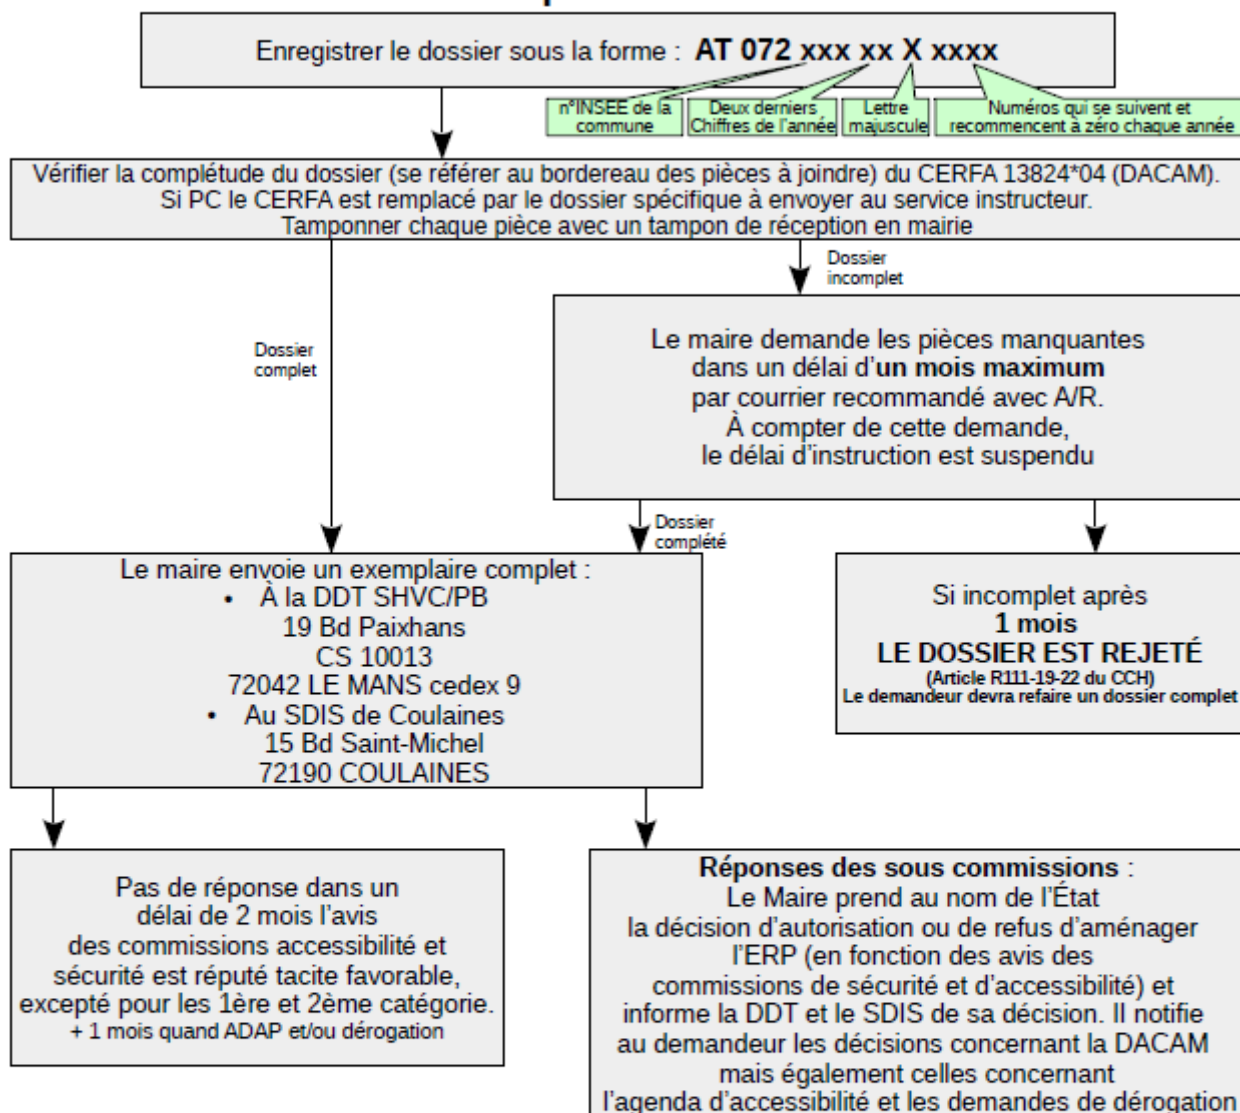 Enregistrer le dossier sous la forme : AT 072 xxx xx X xxxx
n°INSEE de la
commune
Deux derniers
Chiffres de l'année
Lettre
majuscule
Numéros qui se suivent et
recommencent à zéro chaque année
Vérifier la complétude du dossier (se référer au bordereau des pièces à joindre) du CERFA 13824*04 (DACAM).
Si PC le CERFA est remplacé par le dossier spécifique à envoyer au service instructeur.
Tamponner chaque pièce avec un tampon de réception en mairie
Dossier
incomplet
Le maire demande les pièces manquantes
dans un délai d'un mois maximum
par courrier recommandé avec A/R.
À compter de cette demande,
le délai d'instruction est suspendu
Dossier
complet
Dossier
complété
Le maire envoie un exemplaire complet :
• À la DDT SHVC/PB
19 Bd Paixhans
CS 10013
72042 LE MANS cedex 9
• Au SDIS de Coulaines
15 Bd Saint-Michel
72190 COULAINES
Si incomplet après
1 mois
LE DOSSIER EST REJETÉ
(Article R111-19-22 du CCH)
Le demandeur devra refaire un dossier complet
Pas de réponse dans un
délai de 2 mois l'avis
des commissions accessibilité et
sécurité est réputé tacite favorable,
excepté pour les 1ère et 2ème catégorie.
+ 1 mois quand ADAP et/ou dérogation
Réponses des sous commissions :
Le Maire prend au nom de l'État
la décision d'autorisation ou de refus d'aménager
l'ERP (en fonction des avis des
commissions de sécurité et d'accessibilité) et
informe la DDT et le SDIS de sa décision. Il notifie
au demandeur les décisions concernant la DACAM
mais également celles concernant
l'agenda d'accessibilité et les demandes de dérogation